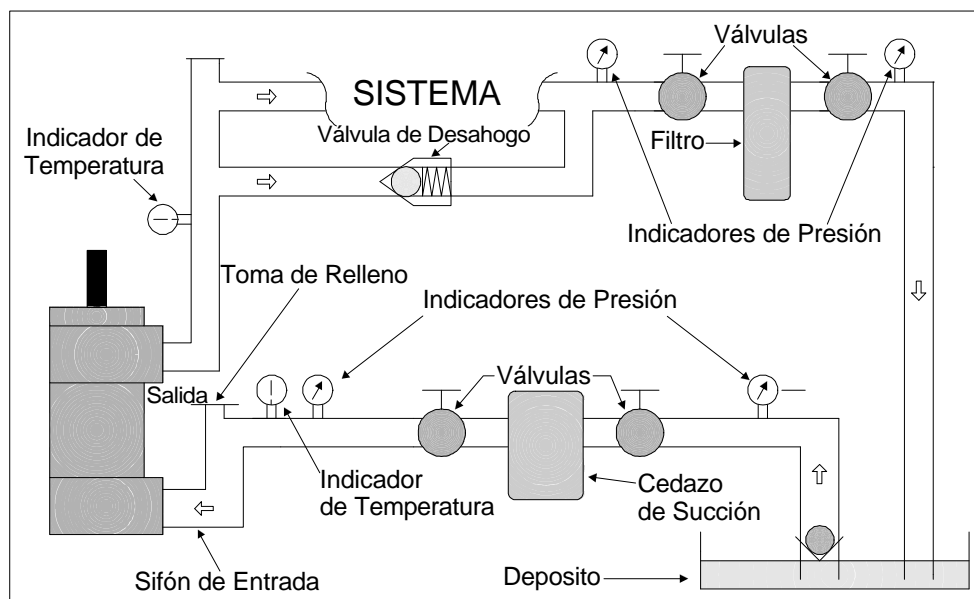 Válvulas
SISTEMA
Válvula de Desahogo
Filtro
Indicador de
Temperatura
Indicadores de Presión
Toma de Relleno
Indicadores de Presión
Salida
Válvulas
Indicador
de Temperatura
Cedazo
de Succión
Sifón de Entrada
Deposito